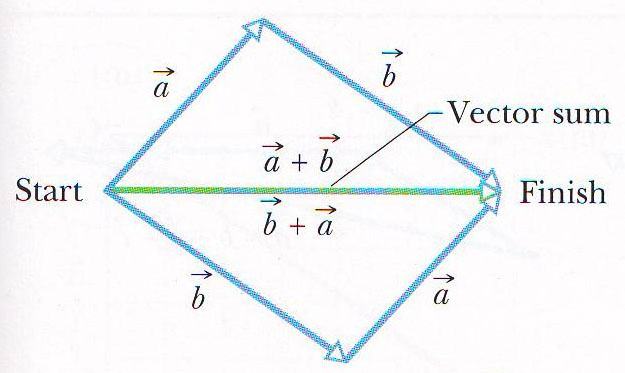 a⃗
b⃗
Vector sum
a⃗ + b⃗
Start
Finish
b⃗ + a⃗
b⃗
a⃗